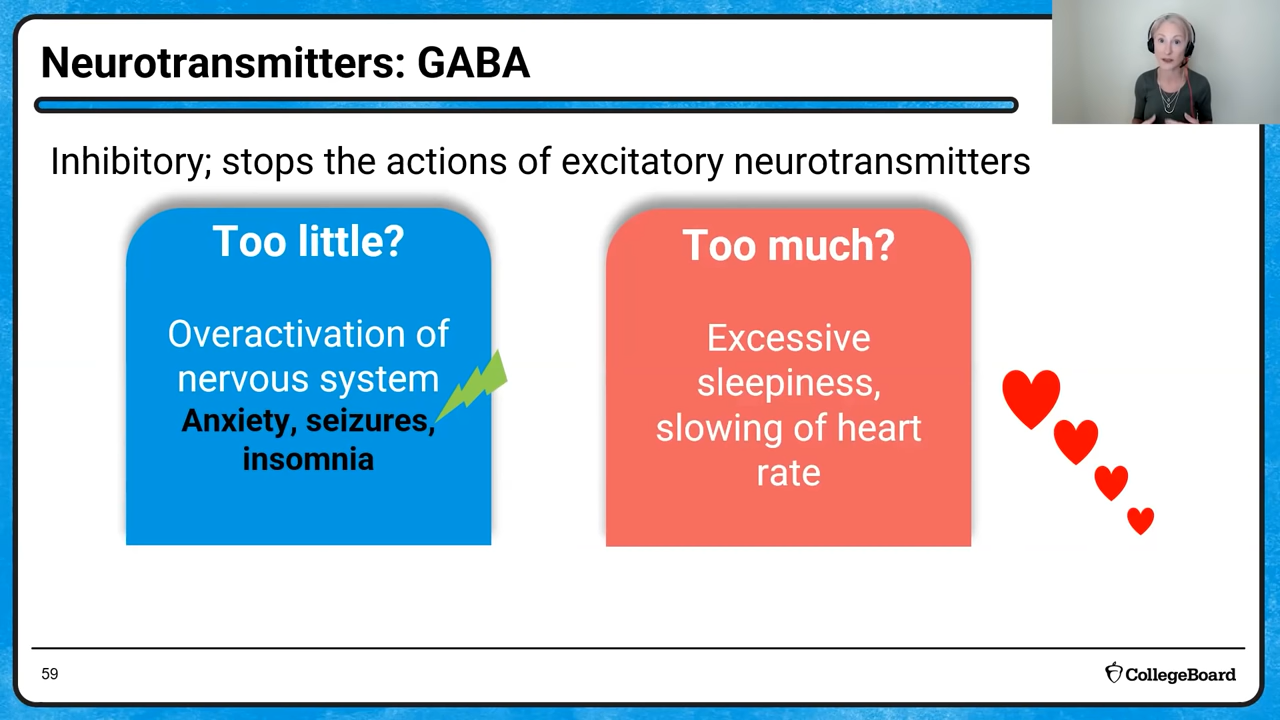 Neurotransmitters: GABA
Inhibitory; stops the actions of excitatory neurotransmitters
Too little?
Overactivation of
nervous system
Anxiety, seizures,
insomnia
Too much?
Excessive
sleepiness,
slowing of heart
rate
59
CollegeBoard